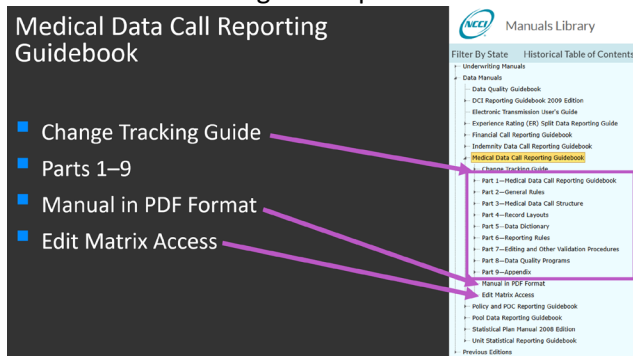 Medical Data Call Reporting
Guidebook
Change Tracking Guide
Parts 1–9
Manual in PDF Format
Edit Matrix Access
NCCI
Manuals Library
Filter By State Historical Table of Contents
Underwriting Manuals
Data Manuals
Data Quality Guidebook
DCI Reporting Guidebook 2009 Edition
Electronic Transmission User's Guide
Experience Rating (ER) Split Data Reporting Guide
Financial Call Reporting Guidebook
Indemnity Data Call Reporting Guidebook
Medical Data Call Reporting Guidebook
Change Tracking Guide
Part 1—Medical Data Call Reporting Guidebook
Part 2—General Rules
Part 3—Medical Data Call Structure
Part 4—Record Layouts
Part 5—Data Dictionary
Part 6—Reporting Rules
Part 7—Editing and Other Validation Procedures
Part 8—Data Quality Programs
Part 9—Appendix
Manual in PDF Format
Edit Matrix Access
Policy and POC Reporting Guidebook
Pool Data Reporting Guidebook
Statistical Plan Manual 2008 Edition
Unit Statistical Reporting Guidebook
Previous Editions